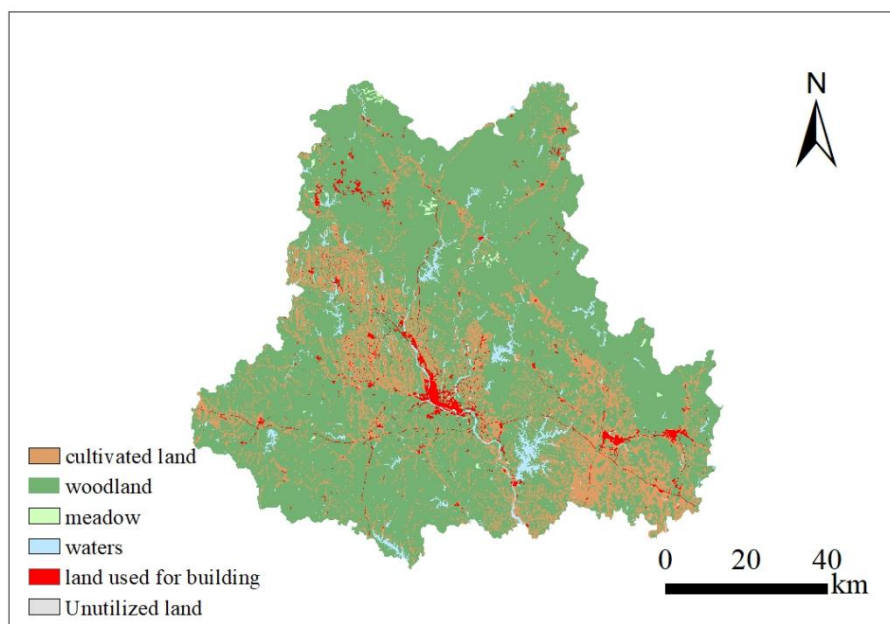 N
cultivated land
woodland
meadow
waters
land used for building
Unutilized land
0 20 40
km